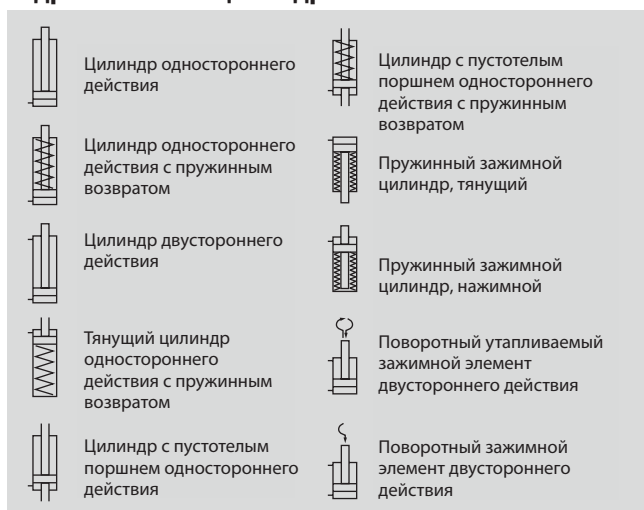 Цилиндр одностороннего
действия
Цилиндр одностороннего
действия с пружинным
возвратом
Цилиндр двустороннего
действия
Тянущий цилиндр
одностороннего
действия с пружинным
возвратом
Цилиндр с пустотелым
поршнем одностороннего
действия
Цилиндр с пустотелым
поршнем одностороннего
действия с пружинным
возвратом
Пружинный зажимной
цилиндр, тянущий
Пружинный зажимной
цилиндр, нажимной
Поворотный утапливаемый
зажимной элемент
двустороннего действия
Поворотный зажимной
элемент двустороннего
действия